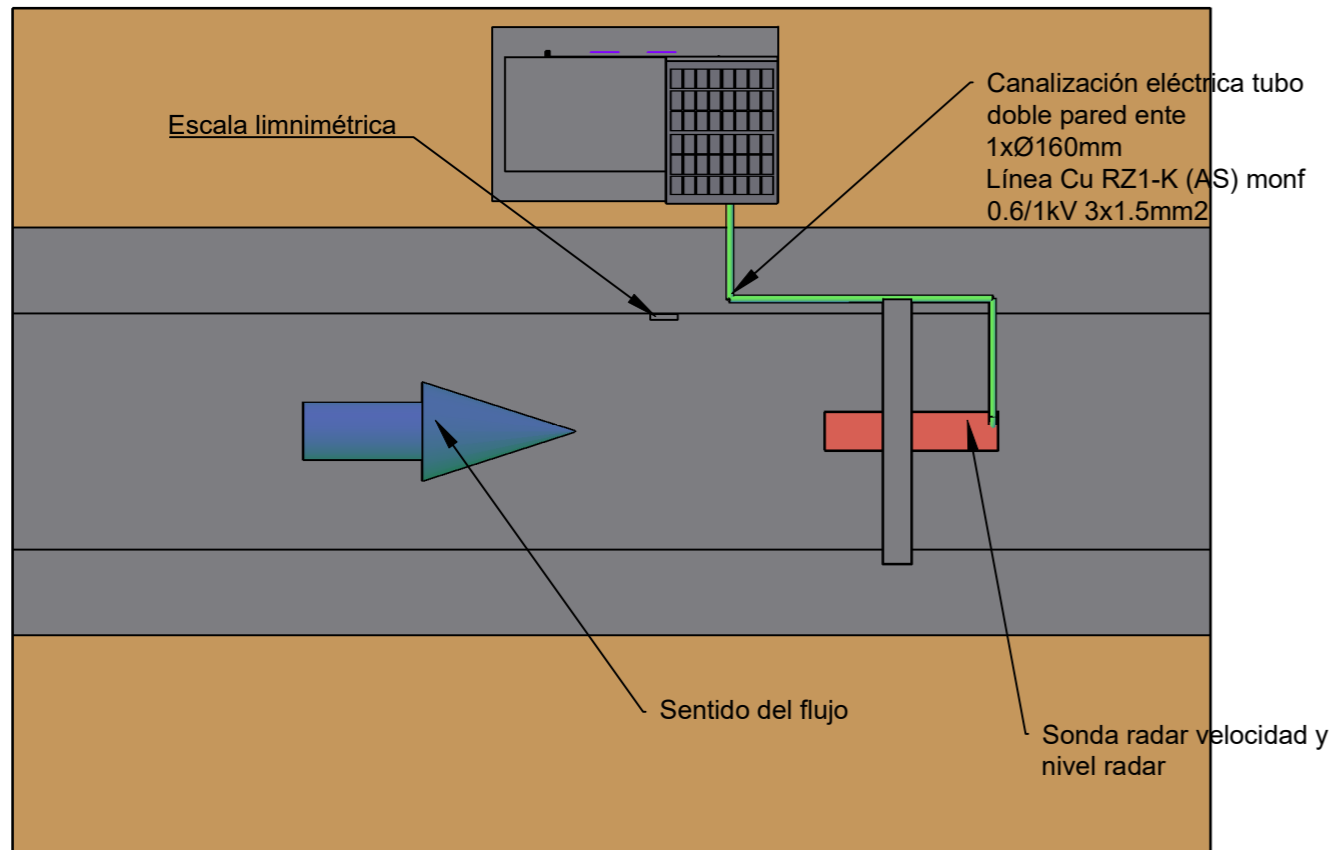 Escala limnimétrica
Canalización eléctrica tubo
doble pared ente
1xØ160mm
Línea Cu RZ1-K (AS) monf
0.6/1kV 3x1.5mm2
Sentido del flujo
Sonda radar velocidad y
nivel radar